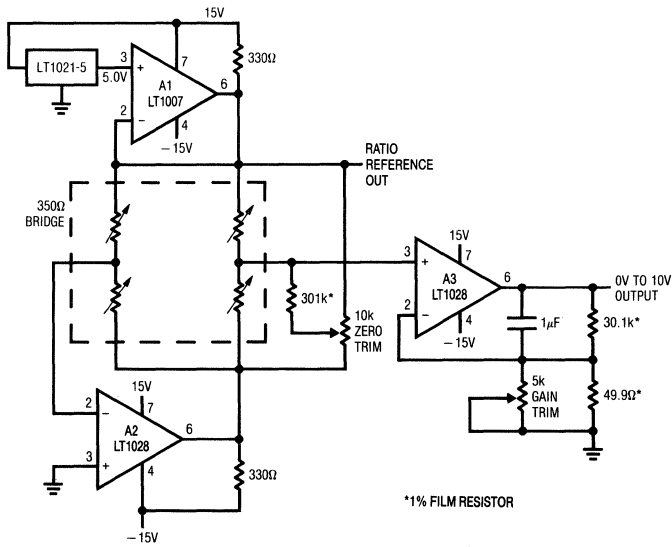 15V
LT1021-5
5.0V
3
+
7
A1
LT1007
6
330Ω
2
−
4
−15V
RATIO
REFERENCE
OUT
350Ω
BRIDGE
301k*
10k
ZERO
TRIM
15V
3
+
7
A3
LT1028
6
0V TO 10V
OUTPUT
2
−
4
−15V
1μF
30.1k*
5k
GAIN
TRIM
49.9Ω*
15V
2
−
7
A2
LT1028
6
3
+
4
330Ω
−15V
*1% FILM RESISTOR